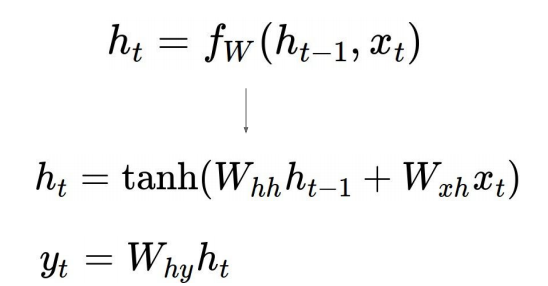 h_t = f_W(h_{t-1}, x_t)
h_t = tanh(W_{hh}h_{t-1} + W_{xh}x_t)
y_t = W_{hy}h_t